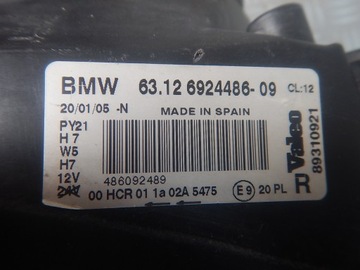 BMW 63.12 6924486-09 CL:12
20/01/05 -N MADE IN SPAIN
PY21
H7
W5
H7
12V
24V
486092489
00 HCR 01 1a 02A 5475 E9 20 PL
Valeo
89310921
R